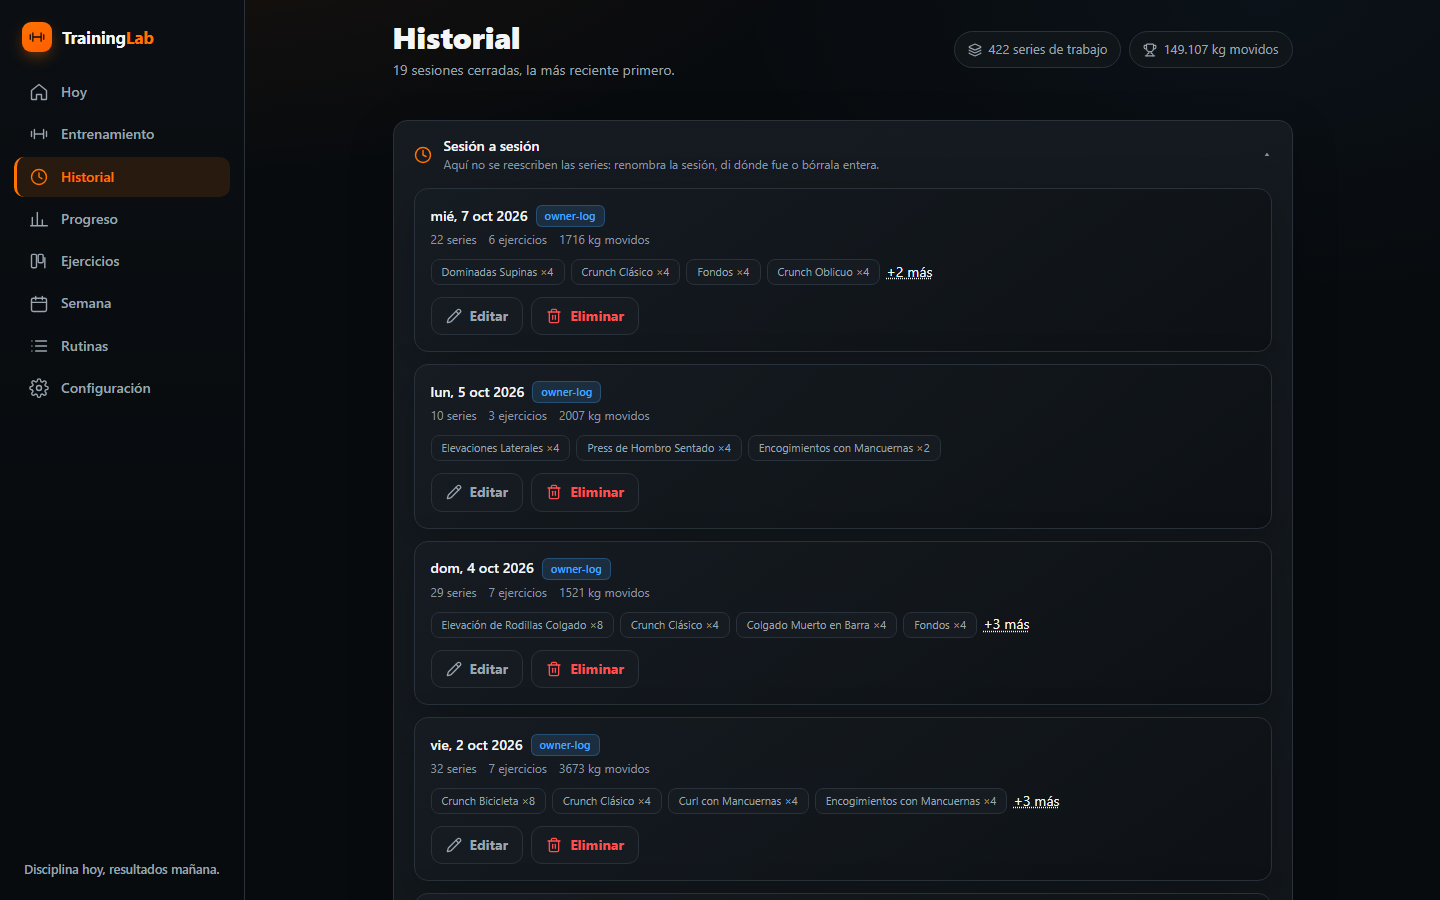 TrainingLab
Hoy
Entrenamiento
Historial
Progreso
Ejercicios
Semana
Rutinas
Configuración
Disciplina hoy, resultados mañana.
Historial
19 sesiones cerradas, la más reciente primero.
422 series de trabajo
149.107 kg movidos
Sesión a sesión
Aquí no se reescriben las series: renombra la sesión, di dónde fue o bórrala entera.
mié, 7 oct 2026 owner-log
22 series 6 ejercicios 1716 kg movidos
Dominadas Supinas ×4 Crunch Clásico ×4 Fondos ×4 Crunch Oblicuo ×4 +2 más
Editar Eliminar
lun, 5 oct 2026 owner-log
10 series 3 ejercicios 2007 kg movidos
Elevaciones Laterales ×4 Press de Hombro Sentado ×4 Encogimientos con Mancuernas ×2
Editar Eliminar
dom, 4 oct 2026 owner-log
29 series 7 ejercicios 1521 kg movidos
Elevación de Rodillas Colgado ×8 Crunch Clásico ×4 Colgado Muerto en Barra ×4 Fondos ×4 +3 más
Editar Eliminar
vie, 2 oct 2026 owner-log
32 series 7 ejercicios 3673 kg movidos
Crunch Bicicleta ×8 Crunch Clásico ×4 Curl con Mancuernas ×4 Encogimientos con Mancuernas ×4 +3 más
Editar Eliminar